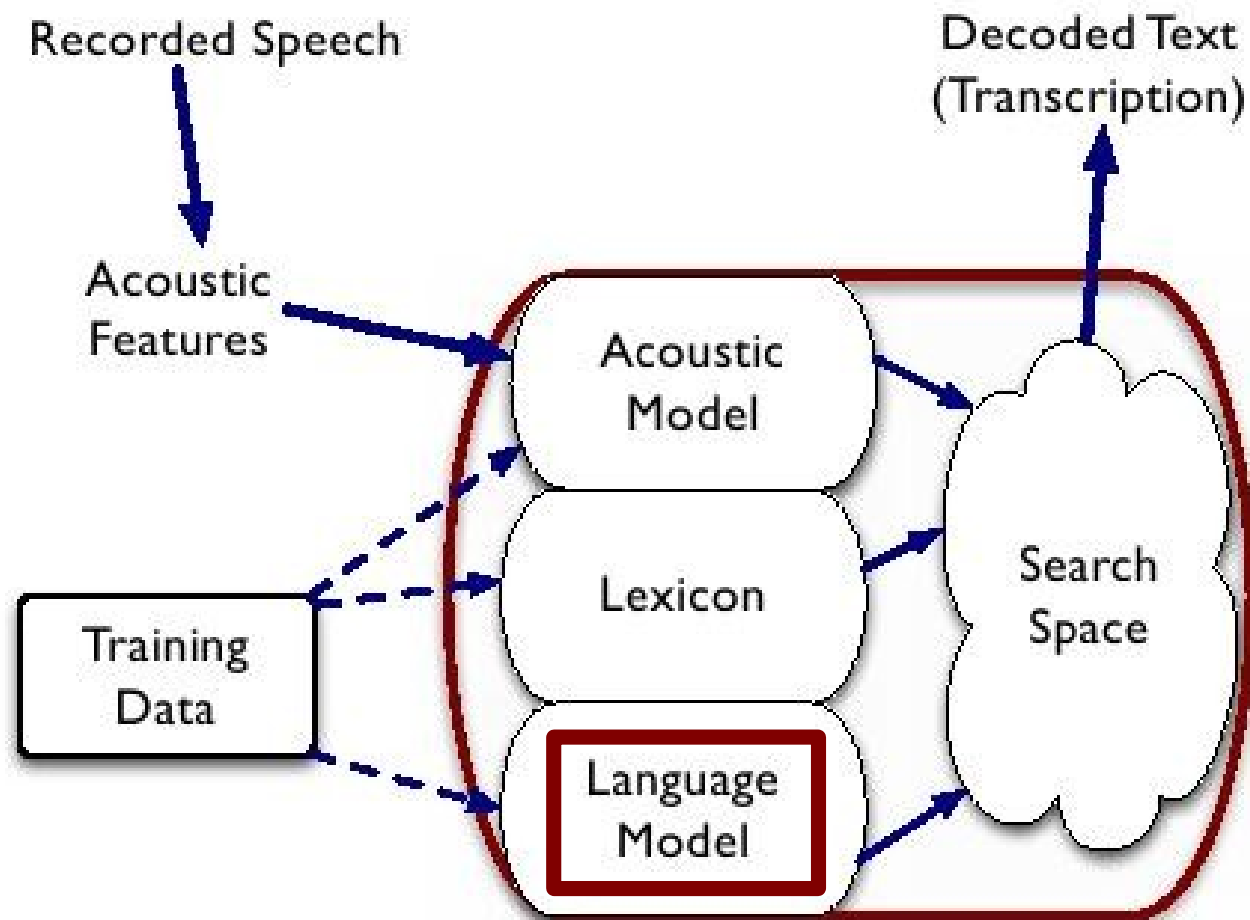 Recorded Speech
Decoded Text
(Transcription)
Acoustic
Features
Acoustic
Model
Lexicon
Search
Space
Training
Data
Language
Model